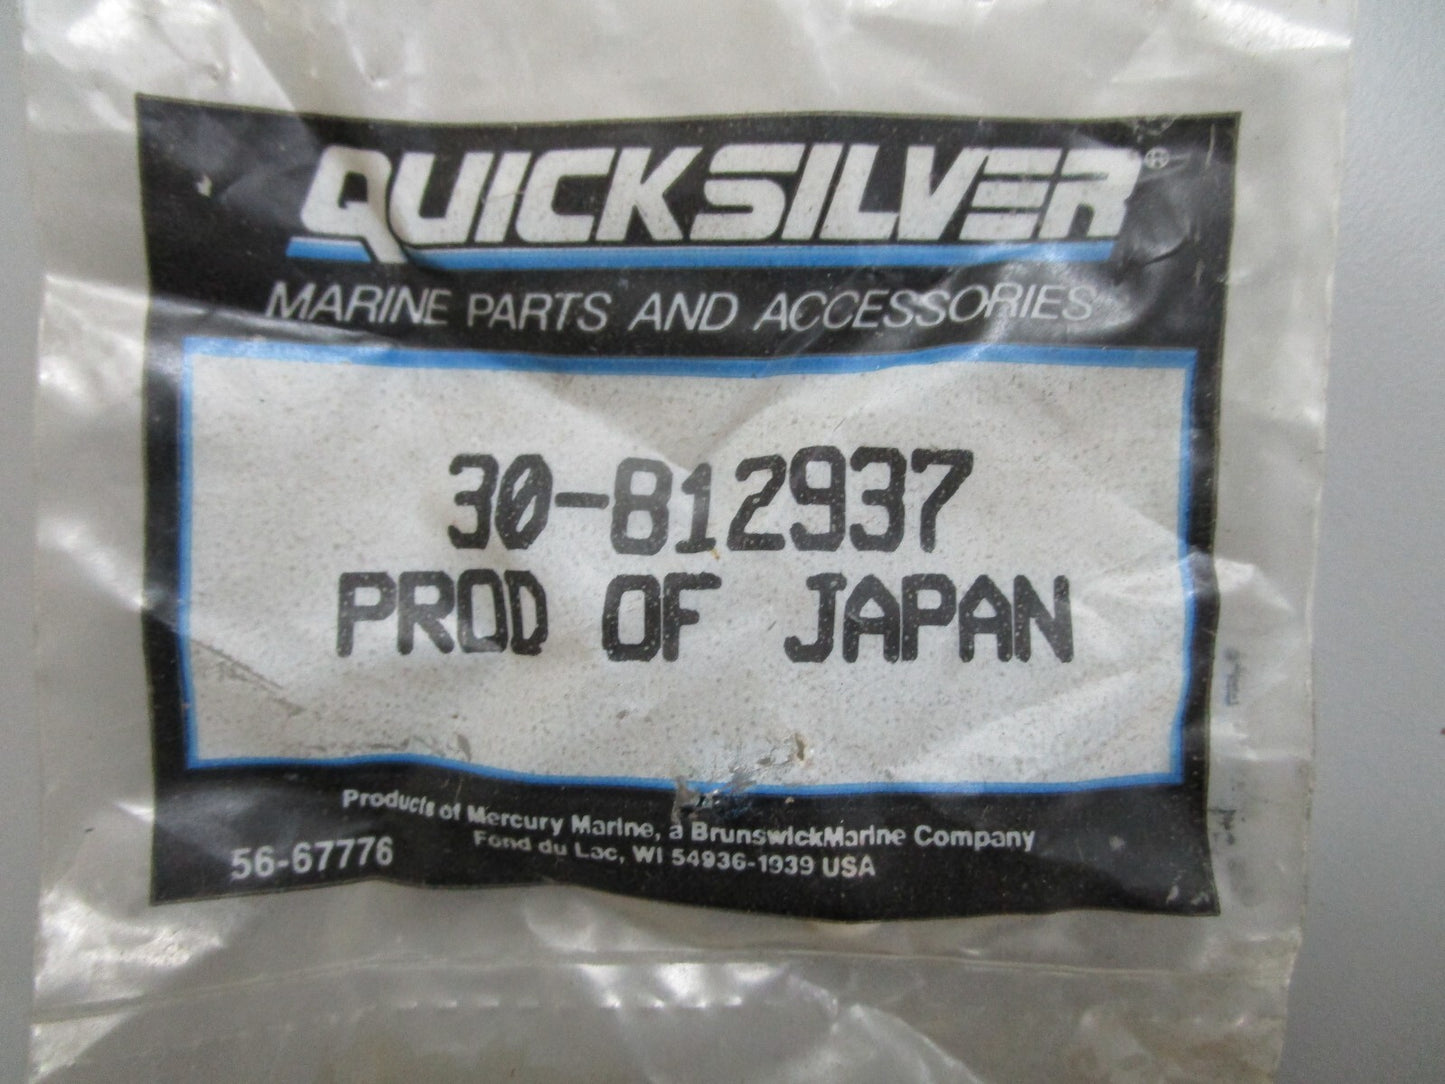 QUICKSILVER®
MARINE PARTS AND ACCESSORIES
30-812937
PROD OF JAPAN
Products of Mercury Marine, a BrunswickMarine Company
Fond du Lac, WI 54936-1939 USA
56-67776